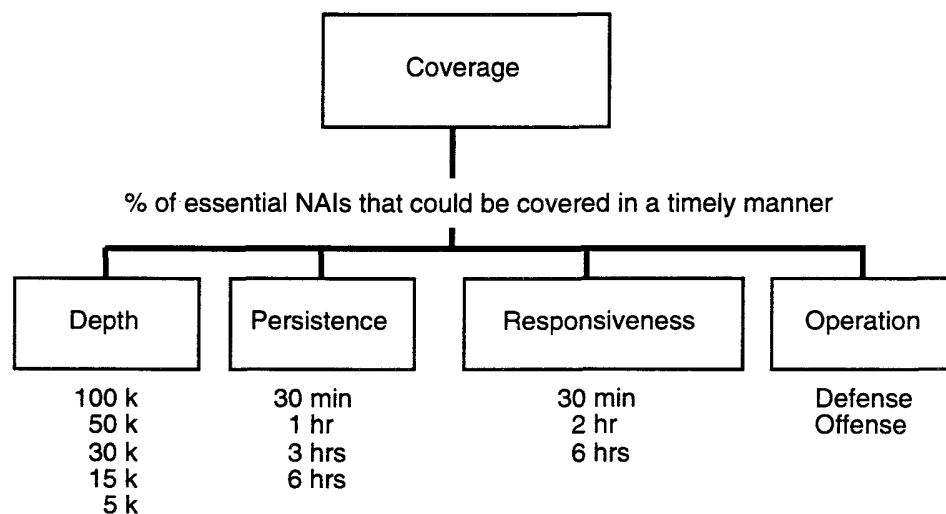 Coverage
% of essential NAIs that could be covered in a timely manner
Depth
Persistence
Responsiveness
Operation
100 k
50 k
30 k
15 k
5 k
30 min
1 hr
3 hrs
6 hrs
30 min
2 hr
6 hrs
Defense
Offense